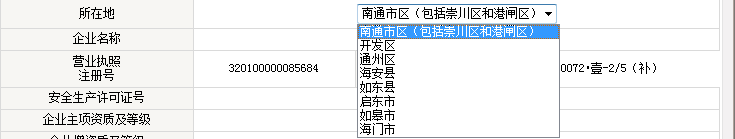 所在地 南通市区（包括崇川区和港闸区）
南通市区（包括崇川区和港闸区）
企业名称
开发区
通州区
营业执照
注册号 320100000085684 0072·壹-2/5（补）
海安县
如东县
安全生产许可证号
启东市
如皋市
企业主项资质及等级
海门市